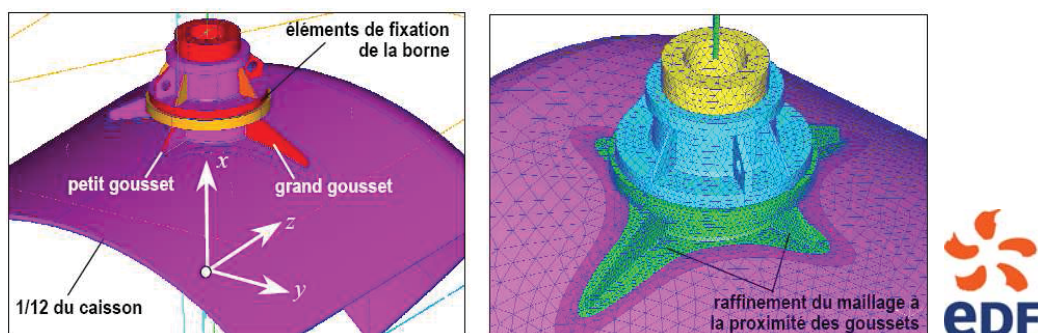 éléments de fixation
de la borne
petit gousset
grand gousset
x
z
y
1/12 du caisson
raffinement du maillage à
la proximité des goussets
eDF